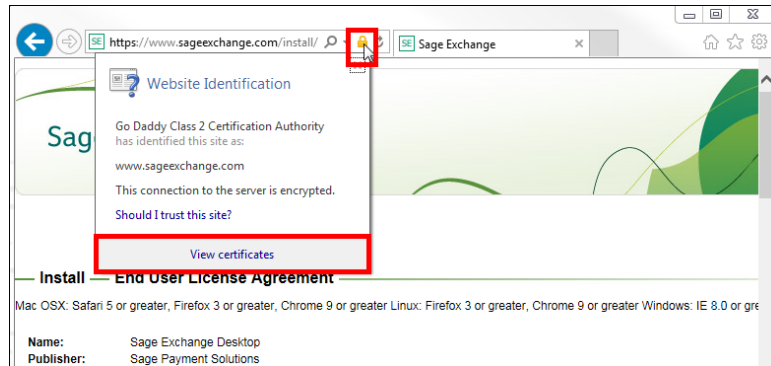 https://www.sageexchange.com/install/
SE Sage Exchange
Website Identification
Go Daddy Class 2 Certification Authority
has identified this site as:
www.sageexchange.com
This connection to the server is encrypted.
Should I trust this site?
View certificates
Sag
Install
End User License Agreement
Mac OSX: Safari 5 or greater, Firefox 3 or greater, Chrome 9 or greater Linux: Firefox 3 or greater, Chrome 9 or greater Windows: IE 8.0 or gre
Name: Sage Exchange Desktop
Publisher: Sage Payment Solutions